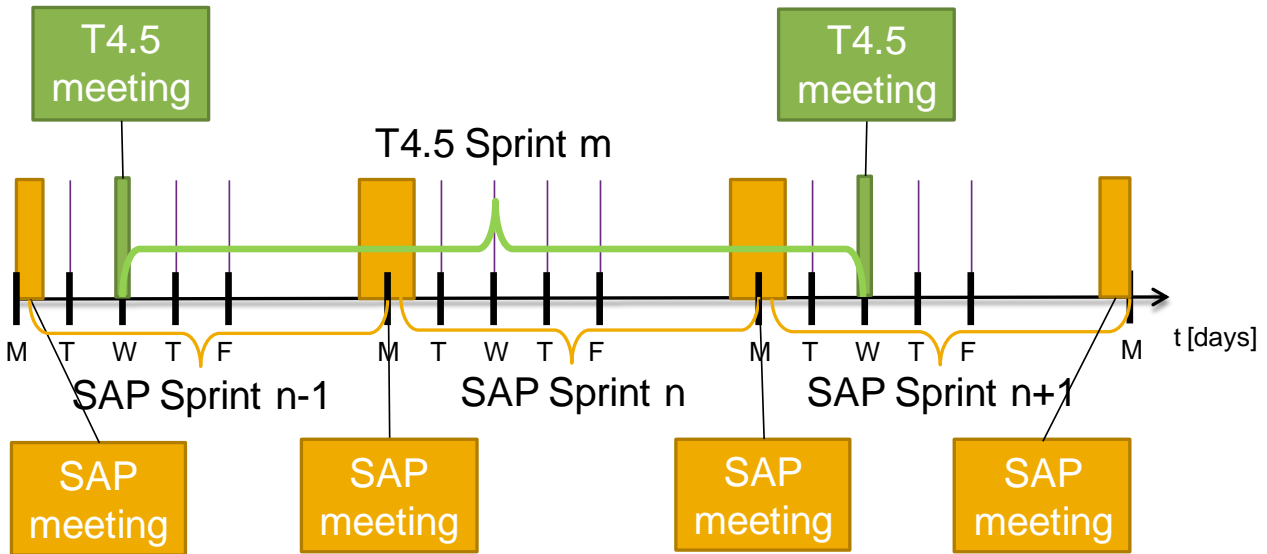 T4.5
meeting
T4.5
meeting
T4.5 Sprint m
M T W T F M T W T F M T W T F M
t [days]
SAP Sprint n-1
SAP Sprint n
SAP Sprint n+1
SAP
meeting
SAP
meeting
SAP
meeting
SAP
meeting